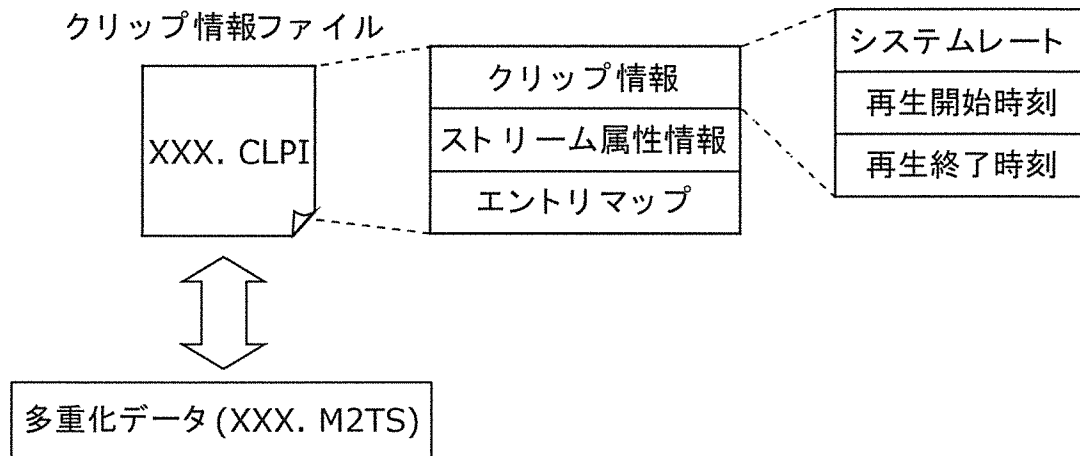 クリップ情報ファイル
XXX. CLPI
クリップ情報
ストリーム属性情報
エントリマップ
システムレート
再生開始時刻
再生終了時刻
多重化データ(XXX. M2TS)